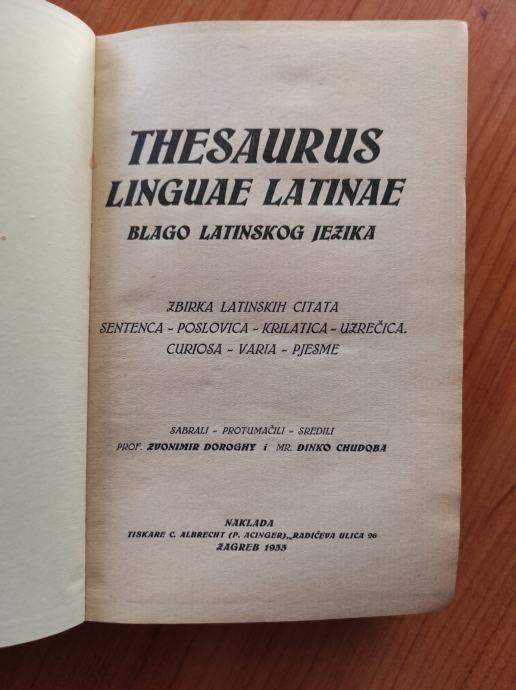 THESAURUS
LINGUAE LATINAE
BLAGO LATINSKOG JEZIKA
ZBIRKA LATINSKIH CITATA
SENTENCA - POSLOVICA - KRILATICA - UZREČICA.
CURIOSA - VARIA - PJESME
SABRALI - PROTUMAČILI - SREDILI
PROF. ZVONIMIR DOROGHY i MR. DINKO CHUDOBA
NAKLADA
TISKARE C. ALBRECHT (P. ACINGER), RADIČEVA ULICA 26
ZAGREB 1933